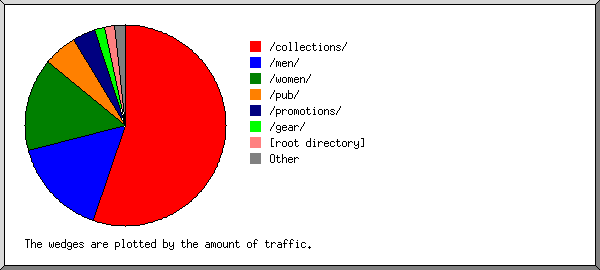 /collections/
/men/
/women/
/pub/
/promotions/
/gear/
[root directory]
Other
The wedges are plotted by the amount of traffic.